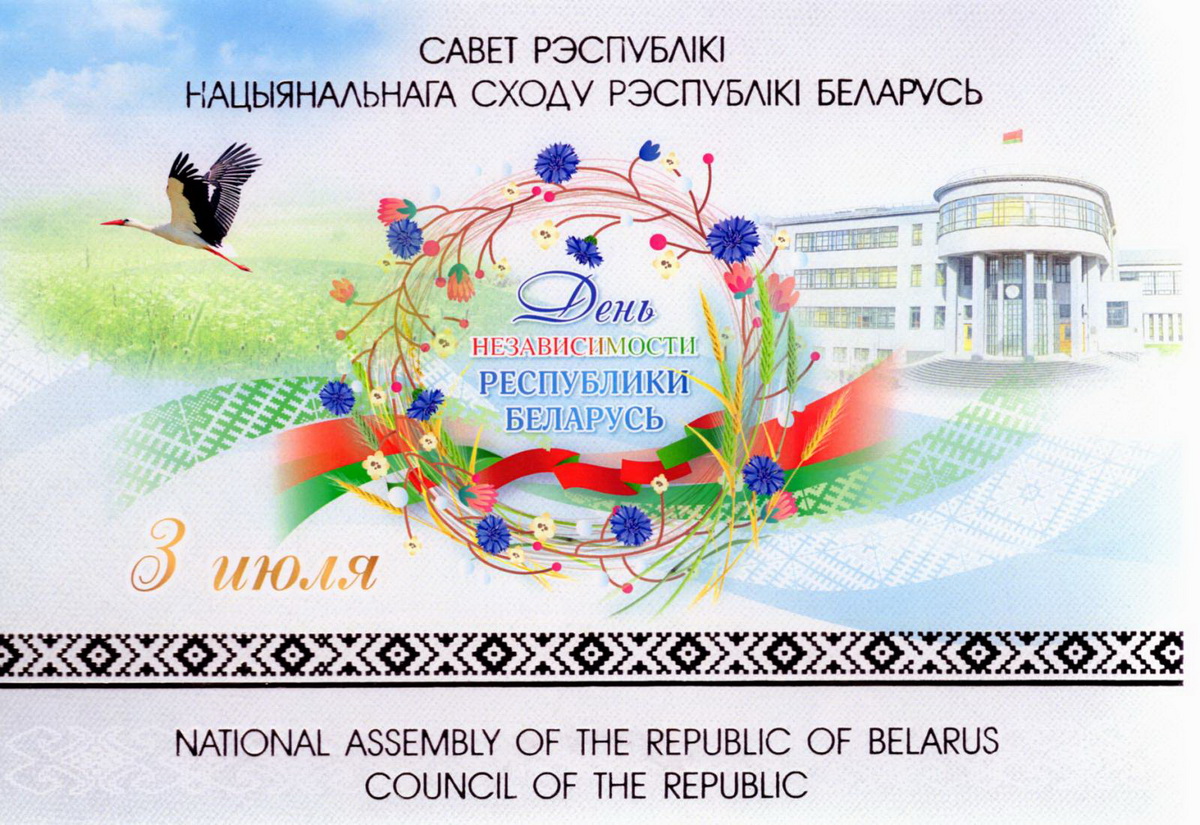 САВЕТ РЭСПУБЛІКІ
НАЦЫЯНАЛЬНАГА СХОДУ РЭСПУБЛІКІ БЕЛАРУСЬ
День
НЕЗАВИСИМОСТИ
РЕСПУБЛИКИ
БЕЛАРУСЬ
3 июля
NATIONAL ASSEMBLY OF THE REPUBLIC OF BELARUS
COUNCIL OF THE REPUBLIC